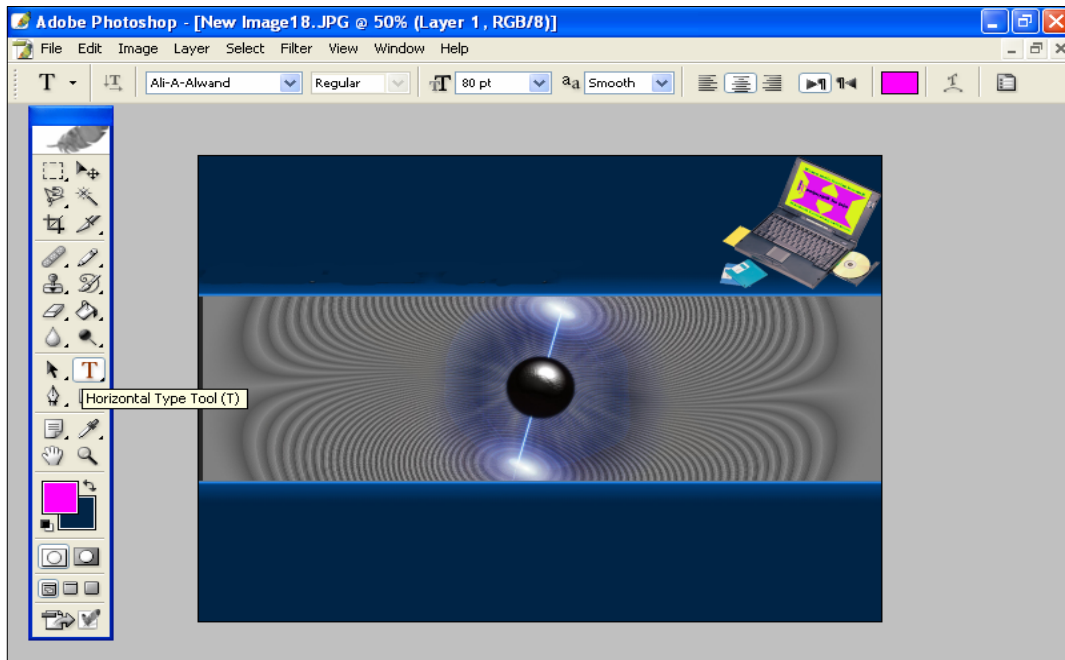 Adobe Photoshop - [New Image18.JPG @ 50% (Layer 1, RGB/8)]
File Edit Image Layer Select Filter View Window Help
T Ali-A-Alwand Regular T 80 pt aa Smooth
T
Horizontal Type Tool (T)